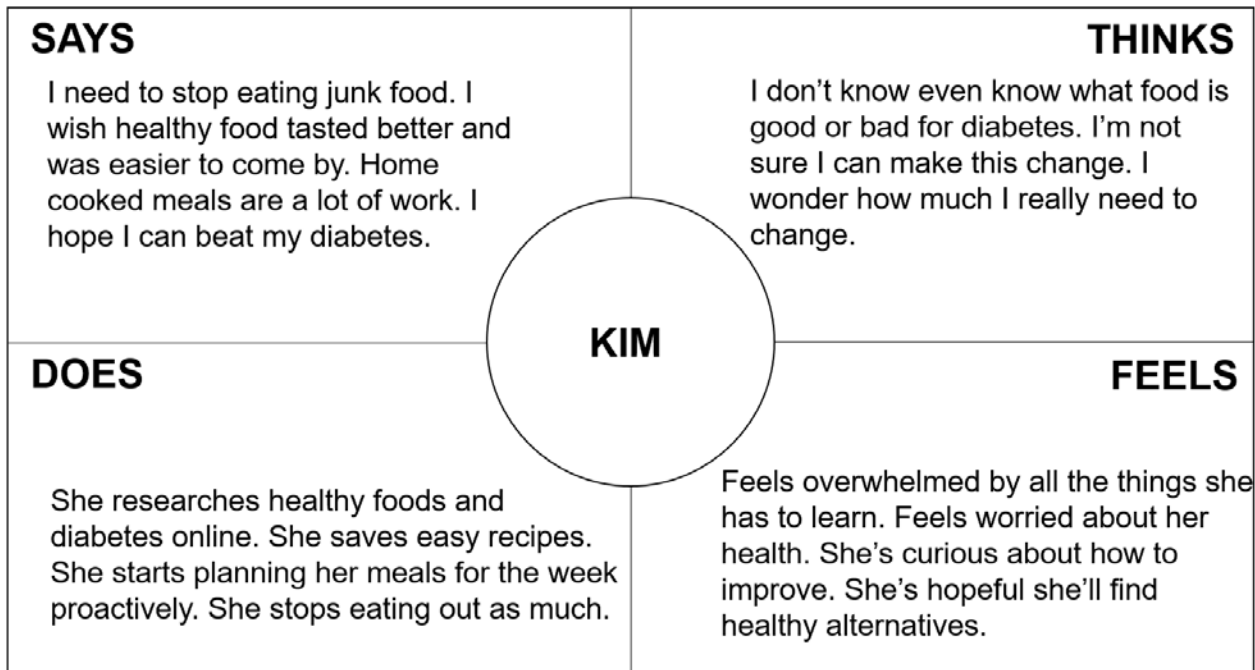 SAYS
I need to stop eating junk food. I
wish healthy food tasted better and
was easier to come by. Home
cooked meals are a lot of work. I
hope I can beat my diabetes.
THINKS
I don’t know even know what food is
good or bad for diabetes. I’m not
sure I can make this change. I
wonder how much I really need to
change.
KIM
DOES
She researches healthy foods and
diabetes online. She saves easy recipes.
She starts planning her meals for the week
proactively. She stops eating out as much.
FEELS
Feels overwhelmed by all the things she
has to learn. Feels worried about her
health. She’s curious about how to
improve. She’s hopeful she’ll find
healthy alternatives.